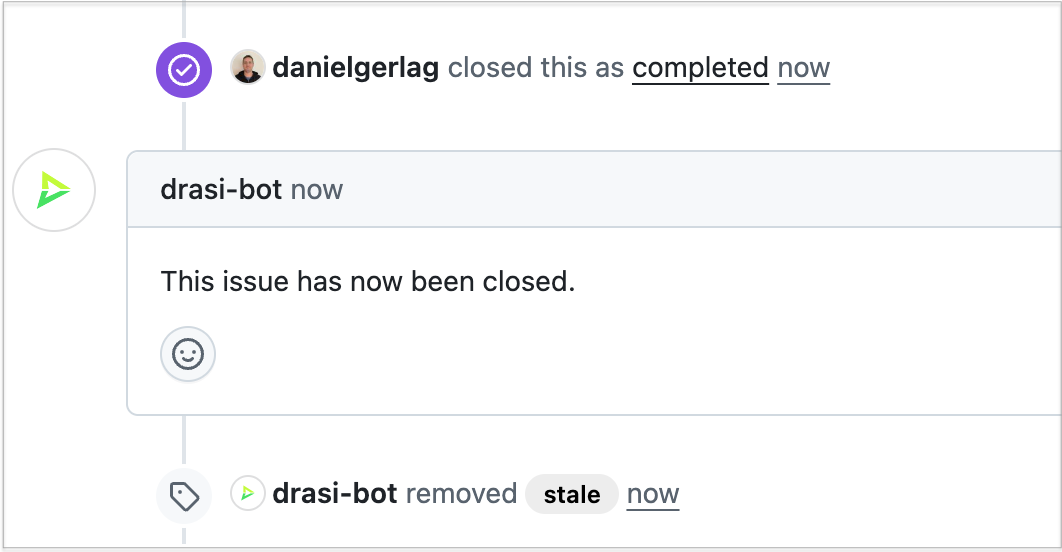 danielgerlag closed this as completed now
drasi-bot now
This issue has now been closed.
drasi-bot removed stale now